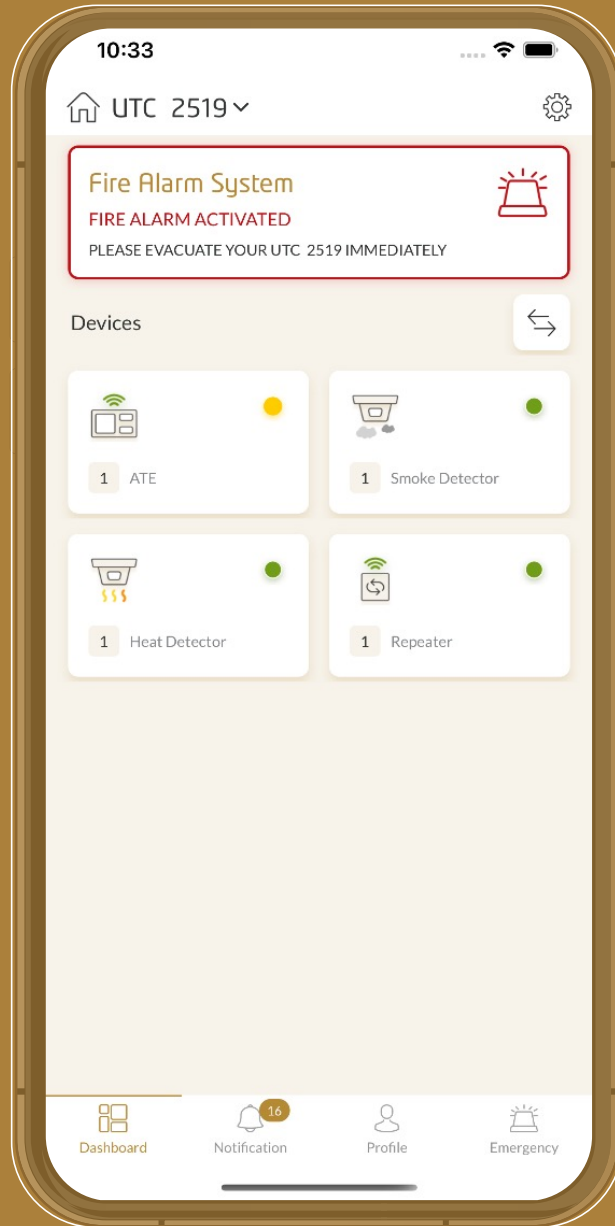 10:33
UTC 2519
Fire Alarm System
FIRE ALARM ACTIVATED
PLEASE EVACUATE YOUR UTC 2519 IMMEDIATELY
Devices
1 ATE
1 Smoke Detector
1 Heat Detector
1 Repeater
16
Dashboard Notification Profile Emergency